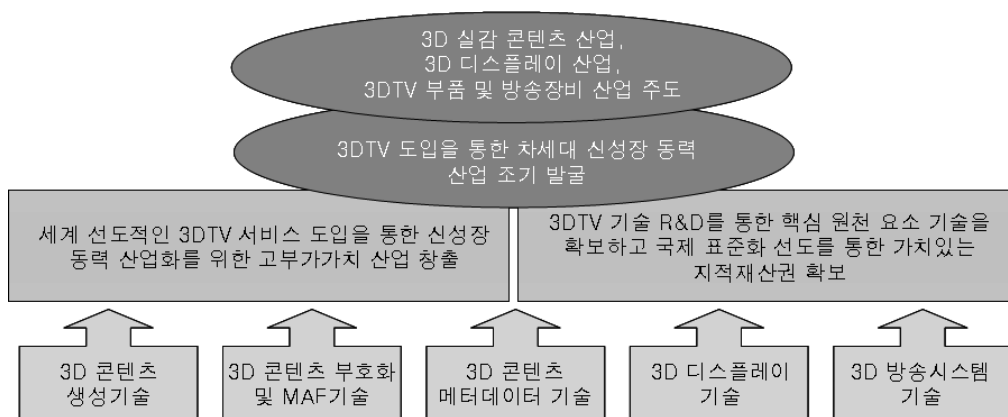 3D 실감 콘텐츠 산업,
3D 디스플레이 산업,
3DTV 부품 및 방송장비 산업 주도
3DTV 도입을 통한 차세대 신성장 동력
산업 조기 발굴
세계 선도적인 3DTV 서비스 도입을 통한 신성장
동력 산업화를 위한 고부가가치 산업 창출
3DTV 기술 R&D를 통한 핵심 원천 요소 기술을
확보하고 국제 표준화 선도를 통한 가치있는
지적재산권 확보
3D 콘텐츠
생성기술
3D 콘텐츠 부호화
및 MAF기술
3D 콘텐츠
메터데이터 기술
3D 디스플레이
기술
3D 방송시스템
기술